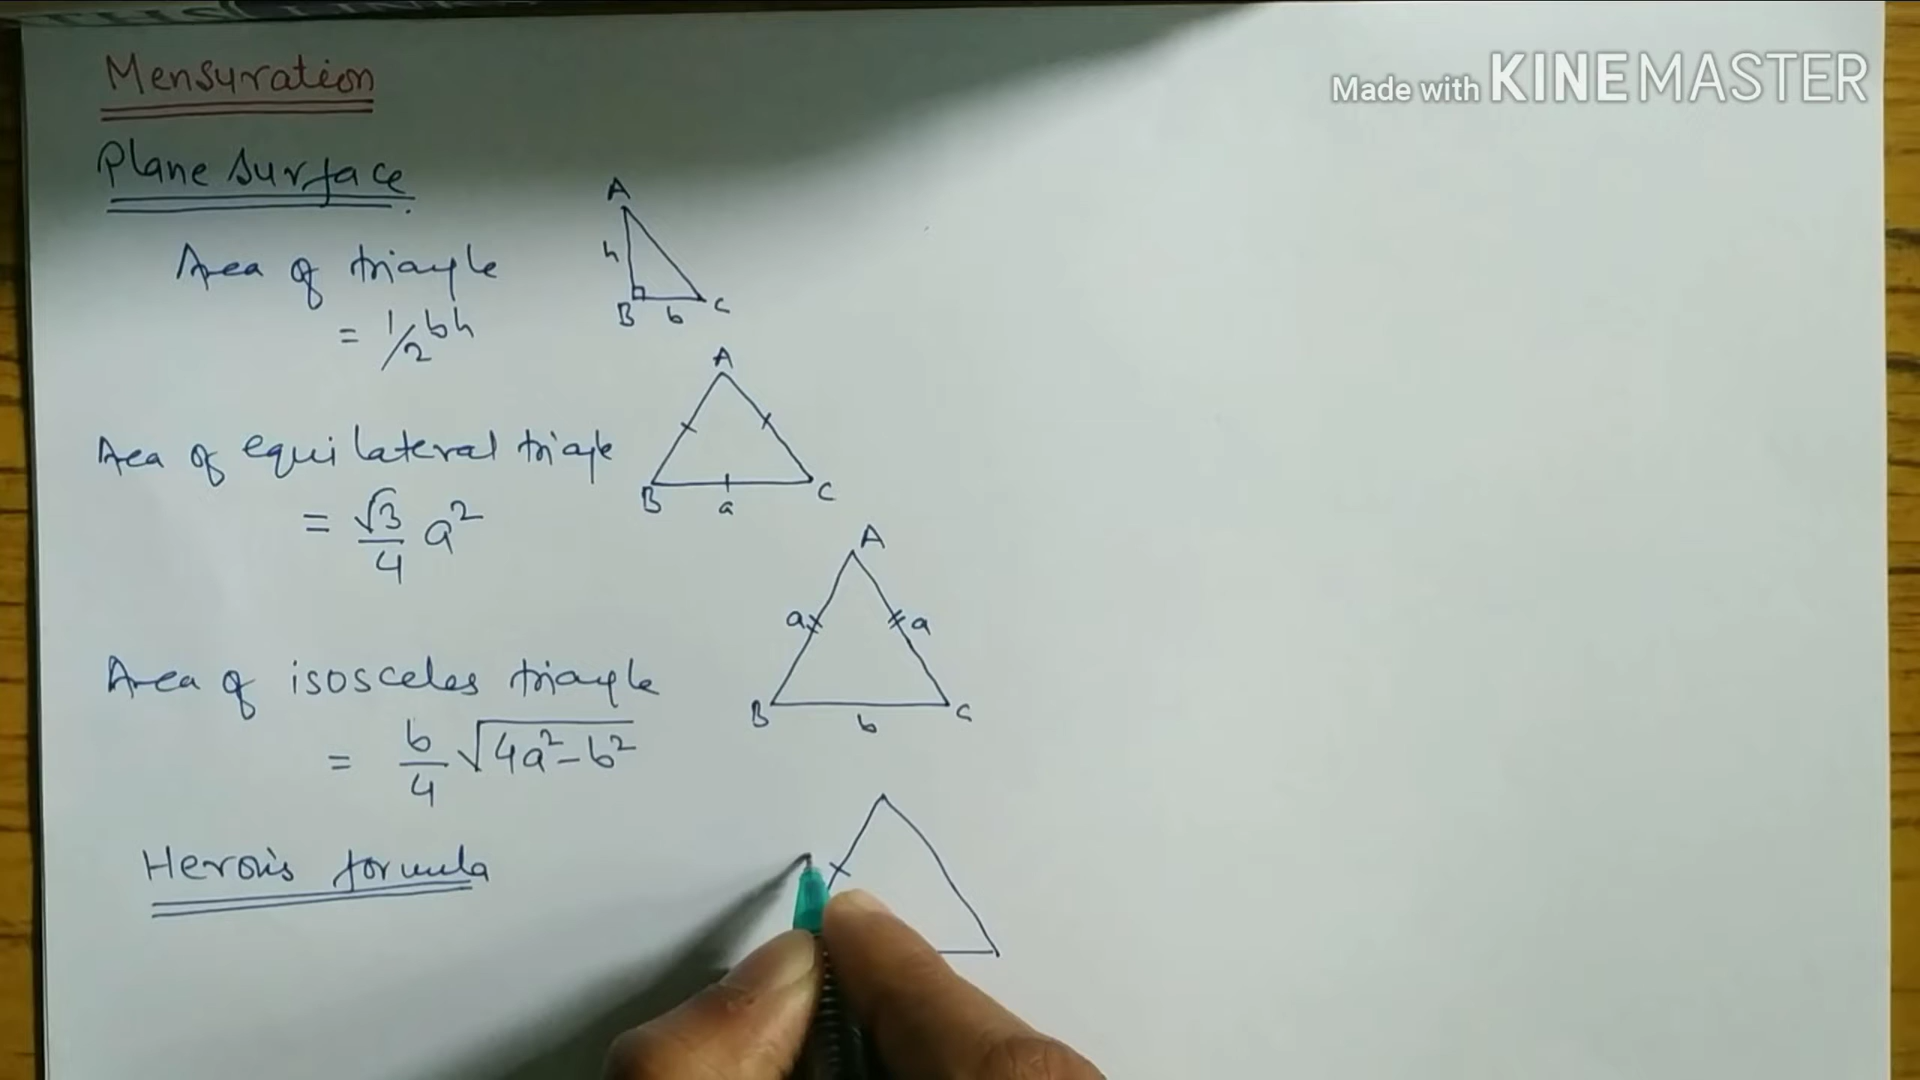 Made with KINEMASTER
Mensuration
Plane surface
Area of triangle
= 1/2 bh
A
h
B b C
Area of equilateral triagle
= √3/4 a²
A
B a C
Area of isosceles triangle
= b/4 √4a²-b²
A
a a
B b C
Heron's formula